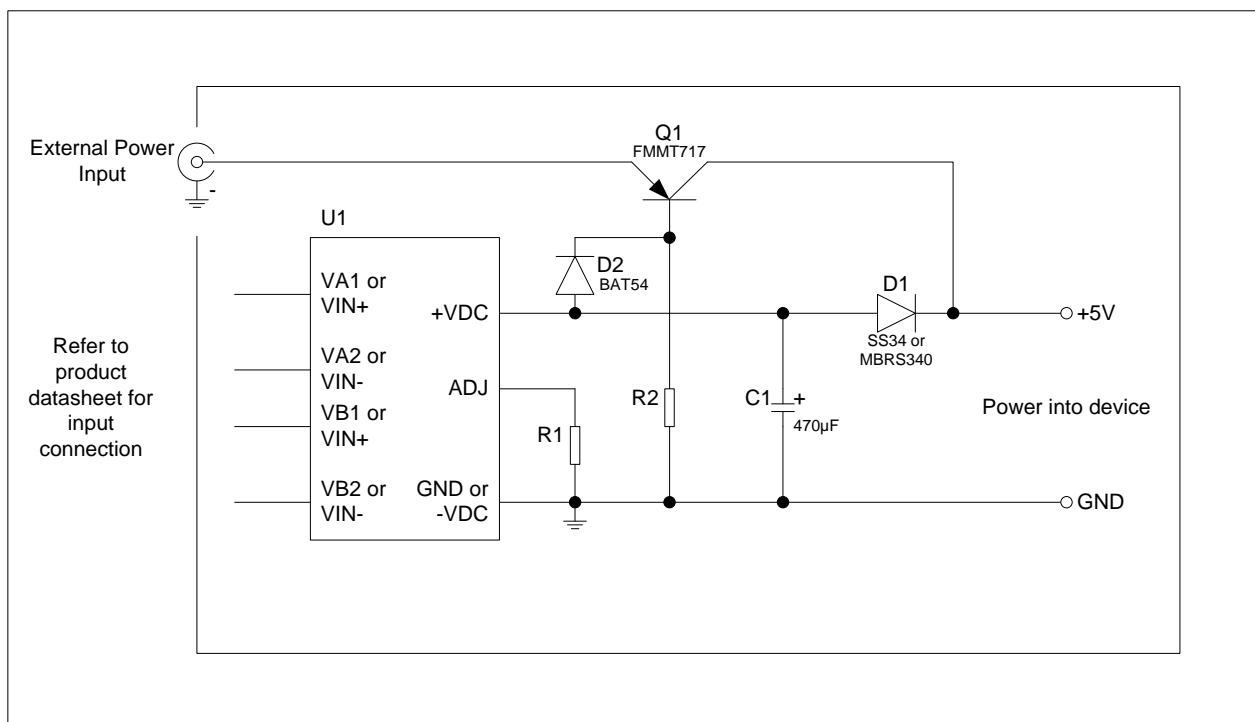 External Power
Input
-
Q1
FMMT717
U1
VA1 or
VIN+
VA2 or
VIN-
VB1 or
VIN+
VB2 or
VIN-
+VDC
ADJ
GND or
-VDC
Refer to
product
datasheet for
input
connection
D2
BAT54
R1
R2
C1
+
470µF
D1
SS34 or
MBRS340
+5V
Power into device
GND